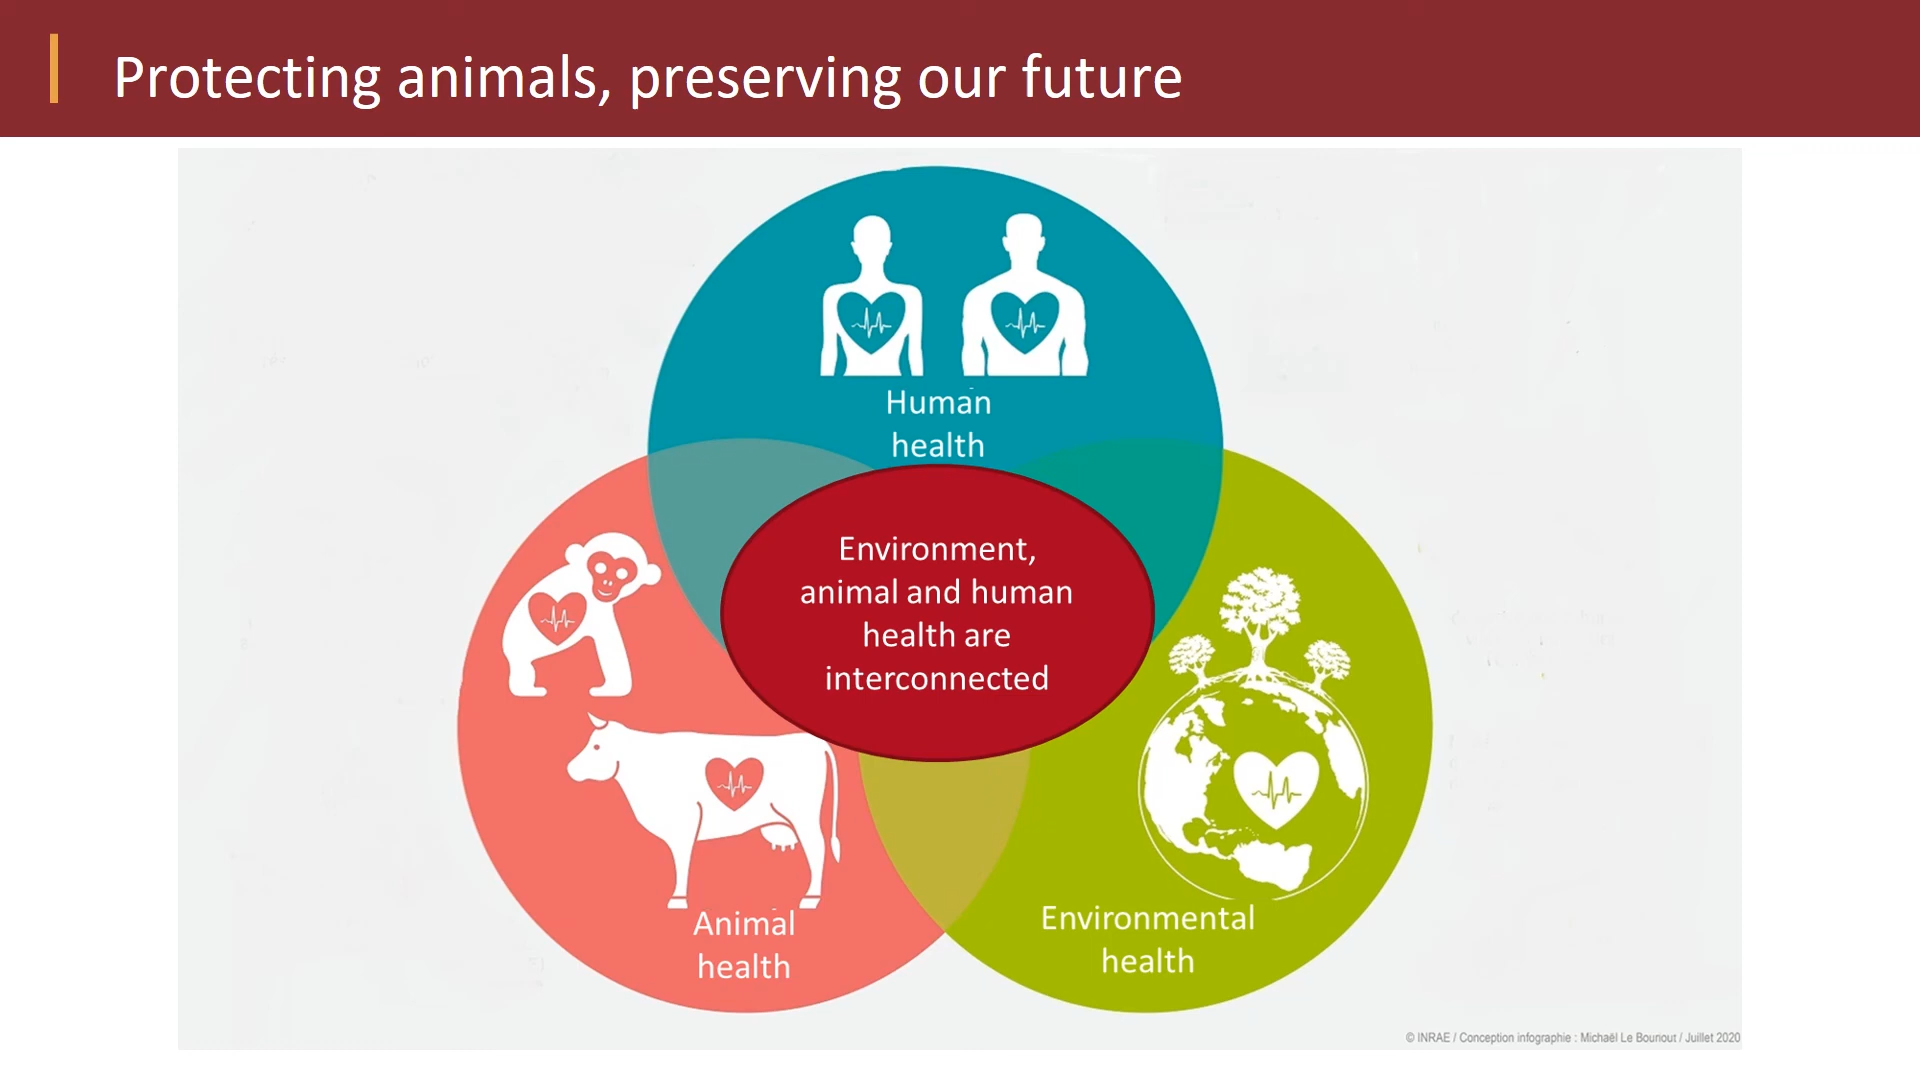 Protecting animals, preserving our future
Human
health
Environment,
animal and human
health are
interconnected
Animal
health
Environmental
health
© INRAE / Conception infographie : Michaël Le Bourlout / Juillet 2020